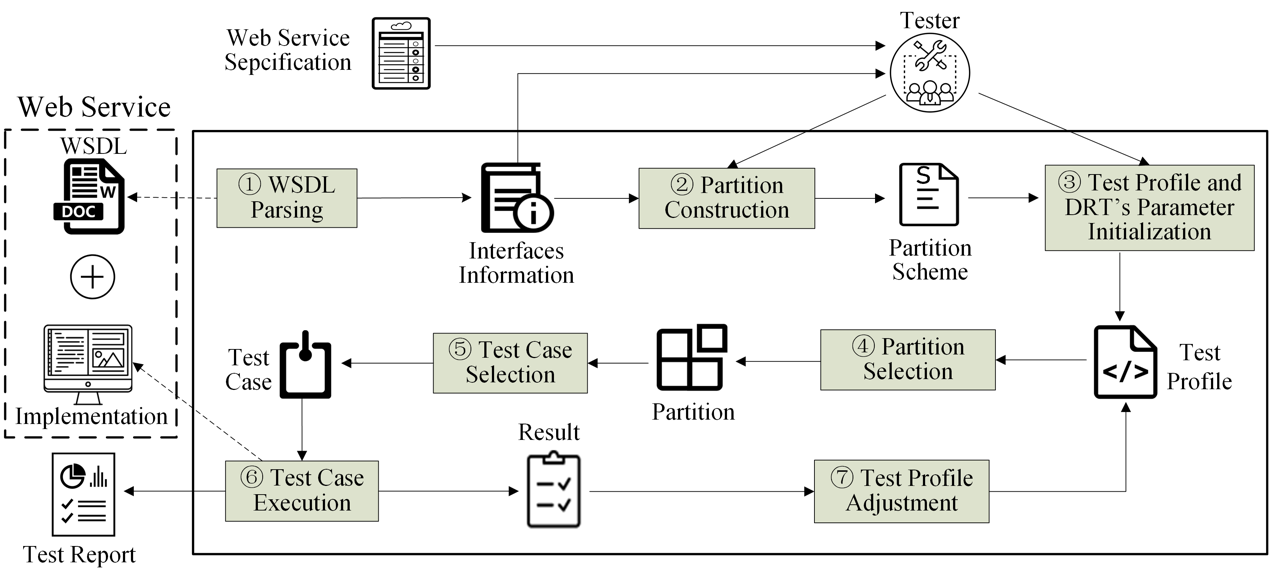 Tester
Web Service
Sepcification
Web Service
WSDL
W
DOC
① WSDL
Parsing
i
Interfaces
Information
② Partition
Construction
S
Partition
Scheme
③ Test Profile and
DRT's Parameter
Initialization
Implementation
Test
Case
⑤ Test Case
Selection
Partition
④ Partition
Selection
</>
Test
Profile
Result
⑥ Test Case
Execution
⑦ Test Profile
Adjustment
Test Report